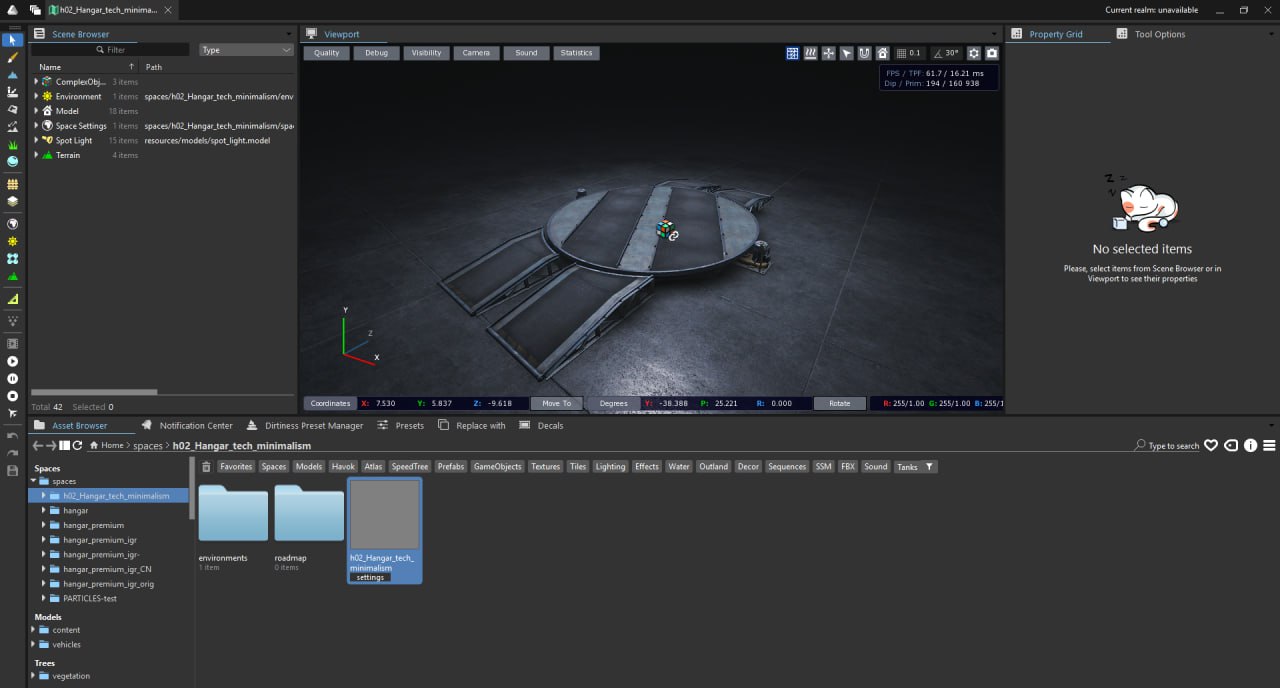 h02_Hangar_tech_minima...
Current realm: unavailable
Scene Browser
Filter
Type
Name
Path
ComplexObj... 3 items
Environment 1 items spaces/h02_Hangar_tech_minimalism/env
Model 18 items
Space Settings 1 items spaces/h02_Hangar_tech_minimalism/spa
Spot Light 15 items resources/models/spot_light.model
Terrain 4 items
Total 42 Selected 0
Viewport
Quality Debug Visibility Camera Sound Statistics
0.1 30°
FPS / TPF: 61.7 / 16.21 ms
Dip / Prim: 194 / 160 938
Y
Z
X
Coordinates X: 7.530 Y: 5.837 Z: -9.618 Move To Degrees Y: -38.388 P: 25.221 R: 0.000 Rotate R: 255/1.00 G: 255/1.00 B: 255/1
Property Grid
Tool Options
z z
z
No selected items
Please, select items from Scene Browser or in
Viewport to see their properties
Asset Browser Notification Center Dirtiness Preset Manager Presets Replace with Decals
Home > spaces > h02_Hangar_tech_minimalism
Type to search
Spaces
spaces
h02_Hangar_tech_minimalism
hangar
hangar_premium
hangar_premium_igr
hangar_premium_igr-
hangar_premium_igr_CN
hangar_premium_igr_orig
PARTICLES-test
Models
content
vehicles
Trees
vegetation
Favorites Spaces Models Havok Atlas SpeedTree Prefabs GameObjects Textures Tiles Lighting Effects Water Outland Decor Sequences SSM FBX Sound Tanks
environments
1 item
roadmap
0 items
h02_Hangar_tech_
minimalism
settings